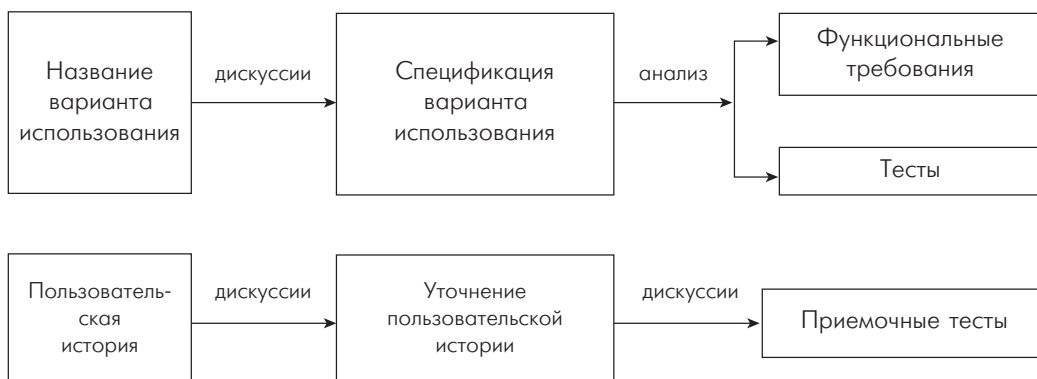 Название
варианта
использования
дискуссии
Спецификация
варианта
использования
анализ
Функциональные
требования
Тесты
Пользователь-
ская
история
дискуссии
Уточнение
пользовательской
истории
дискуссии
Приемочные тесты